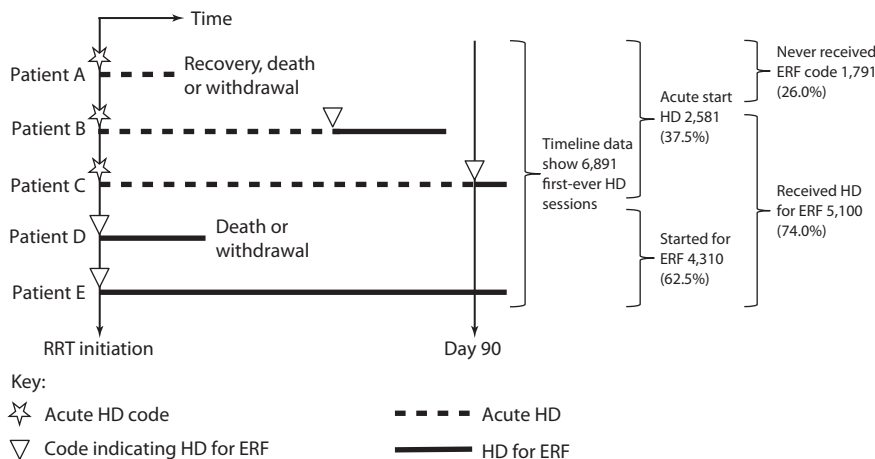 Time
Patient A
Recovery, death
or withdrawal
Patient B
Patient C
Patient D
Death or
withdrawal
Patient E
RRT initiation
Day 90
Timeline data
show 6,891
first-ever HD
sessions
Acute start
HD 2,581
(37.5%)
Started for
ERF 4,310
(62.5%)
Never received
ERF code 1,791
(26.0%)
Received HD
for ERF 5,100
(74.0%)
Key:
Acute HD code
Acute HD
Code indicating HD for ERF
HD for ERF